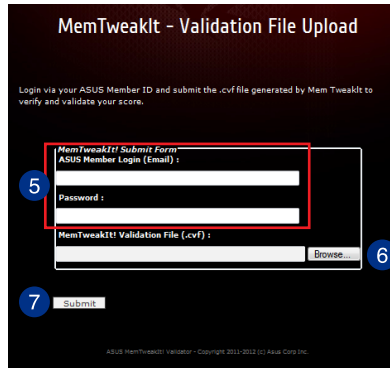 MemTweakIt - Validation File Upload
Login via your ASUS Member ID and submit the .cvf file generated by Mem TweakIt to
verify and validate your score.
MemTweakIt! Submit Form
ASUS Member Login (Email) :
5
Password :
MemTweakIt! Validation File (.cvf) :
Browse...
6
7
Submit
ASUS MemTweakIt! Validator - Copyright 2011-2012 (c) Asus Corp Inc.